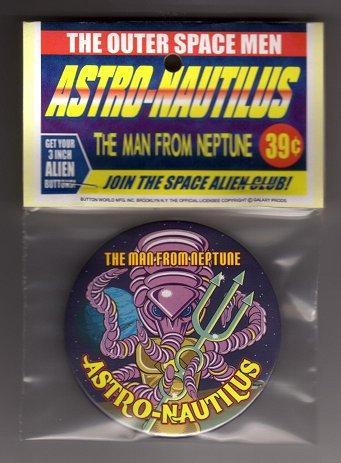 THE OUTER SPACE MEN
ASTRO-NAUTILUS
THE MAN FROM NEPTUNE
39¢
GET YOUR
3 INCH
ALIEN
BUTTONS!
JOIN THE SPACE ALIEN CLUB!
BUTTON WORLD MFG. INC. BROOKLYN N.Y. THE OFFICIAL LICENSEE COPYRIGHT © GALAXY PRODS
THE MAN FROM NEPTUNE
ASTRO-NAUTILUS